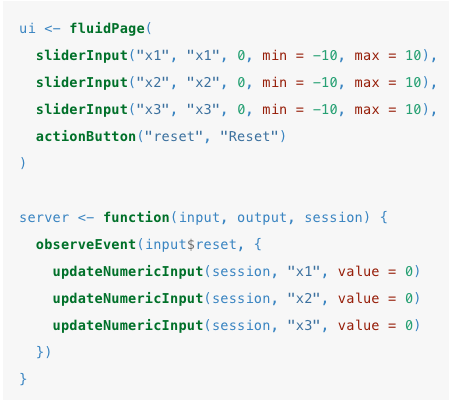 ui <- fluidPage(
  sliderInput("x1", "x1", 0, min = -10, max = 10),
  sliderInput("x2", "x2", 0, min = -10, max = 10),
  sliderInput("x3", "x3", 0, min = -10, max = 10),
  actionButton("reset", "Reset")
)

server <- function(input, output, session) {
  observeEvent(input$reset, {
    updateNumericInput(session, "x1", value = 0)
    updateNumericInput(session, "x2", value = 0)
    updateNumericInput(session, "x3", value = 0)
  })
}